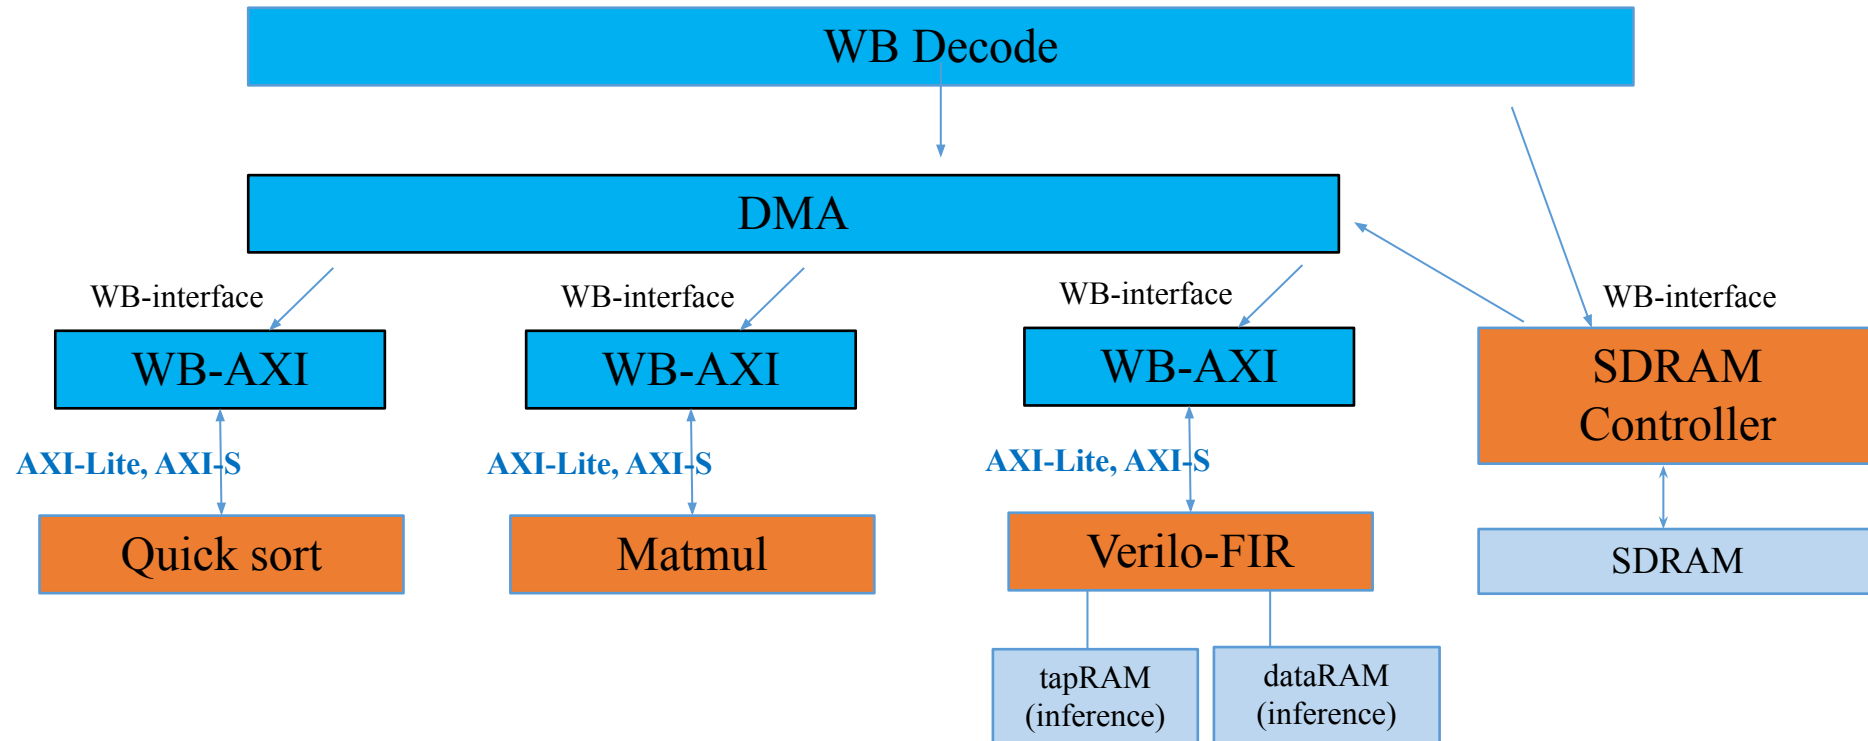 WB Decode
DMA
WB-interface
WB-interface
WB-interface
WB-interface
WB-AXI
WB-AXI
WB-AXI
SDRAM
Controller
AXI-Lite, AXI-S
AXI-Lite, AXI-S
AXI-Lite, AXI-S
Quick sort
Matmul
Verilo-FIR
SDRAM
tapRAM
(inference)
dataRAM
(inference)